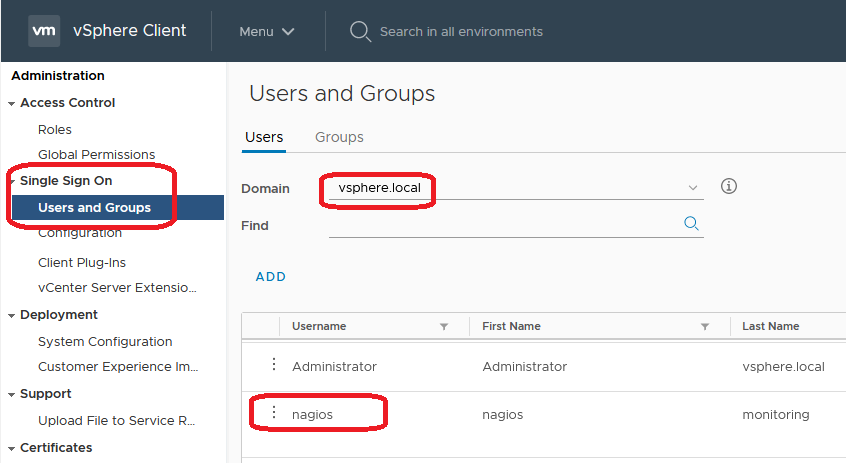 vm vSphere Client Menu Search in all environments
Administration
Access Control
Roles
Global Permissions
Single Sign On
Users and Groups
Configuration
Client Plug-Ins
vCenter Server Extensio...
Deployment
System Configuration
Customer Experience Im...
Support
Upload File to Service R...
Certificates
Users and Groups
Users Groups
Domain vsphere.local
Find
ADD
Username First Name Last Name
Administrator Administrator vsphere.local
nagios nagios monitoring